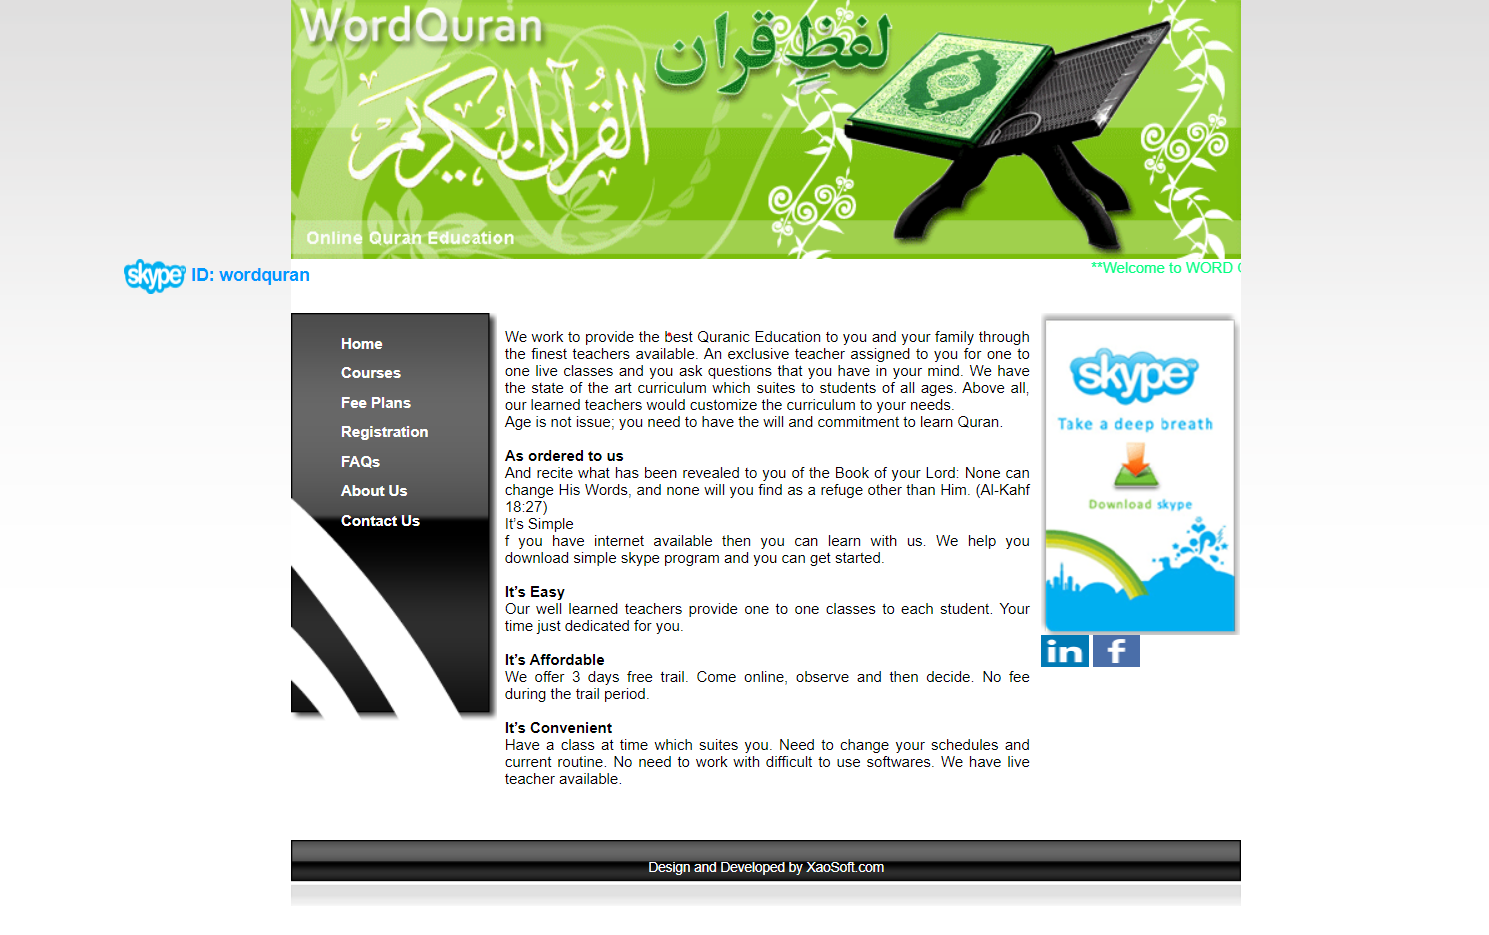 WordQuran
لفظِ قرآن
القرآن الكريم
Online Quran Education
skype ID: wordquran
**Welcome to WORD
Home
Courses
Fee Plans
Registration
FAQs
About Us
Contact Us
We work to provide the best Quranic Education to you and your family through
the finest teachers available. An exclusive teacher assigned to you for one to
one live classes and you ask questions that you have in your mind. We have
the state of the art curriculum which suites to students of all ages. Above all,
our learned teachers would customize the curriculum to your needs.
Age is not issue; you need to have the will and commitment to learn Quran.
As ordered to us
And recite what has been revealed to you of the Book of your Lord: None can
change His Words, and none will you find as a refuge other than Him. (Al-Kahf
18:27)
It's Simple
f you have internet available then you can learn with us. We help you
download simple skype program and you can get started.
It's Easy
Our well learned teachers provide one to one classes to each student. Your
time just dedicated for you.
It's Affordable
We offer 3 days free trail. Come online, observe and then decide. No fee
during the trail period.
It's Convenient
Have a class at time which suites you. Need to change your schedules and
current routine. No need to work with difficult to use softwares. We have live
teacher available.
skype
Take a deep breath
Download skype
in f
Design and Developed by XaoSoft.com